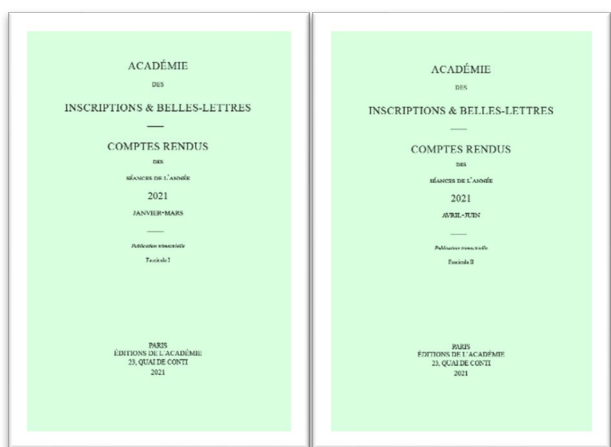 ACADÉMIE
DES
INSCRIPTIONS & BELLES-LETTRES
COMPTES RENDUS
DES
SÉANCES DE L'ANNÉE
2021
JANVIER-MARS
Publication trimestrielle
Fascicule I
PARIS
ÉDITIONS DE L'ACADÉMIE
23, QUAI DE CONTI
2021
ACADÉMIE
DES
INSCRIPTIONS & BELLES-LETTRES
COMPTES RENDUS
DES
SÉANCES DE L'ANNÉE
2021
AVRIL-JUIN
Publication trimestrielle
Fascicule II
PARIS
ÉDITIONS DE L'ACADÉMIE
23, QUAI DE CONTI
2021